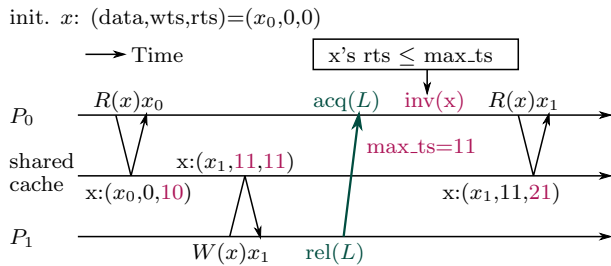 init. x: (data,wts,rts)=(x₀,0,0)
Time
x's rts ≤ max_ts
R(x)x₀
acq(L)
inv(x)
R(x)x₁
P₀
max_ts=11
x:(x₁,11,11)
shared
cache
x:(x₀,0,10)
x:(x₁,11,21)
P₁
W(x)x₁
rel(L)